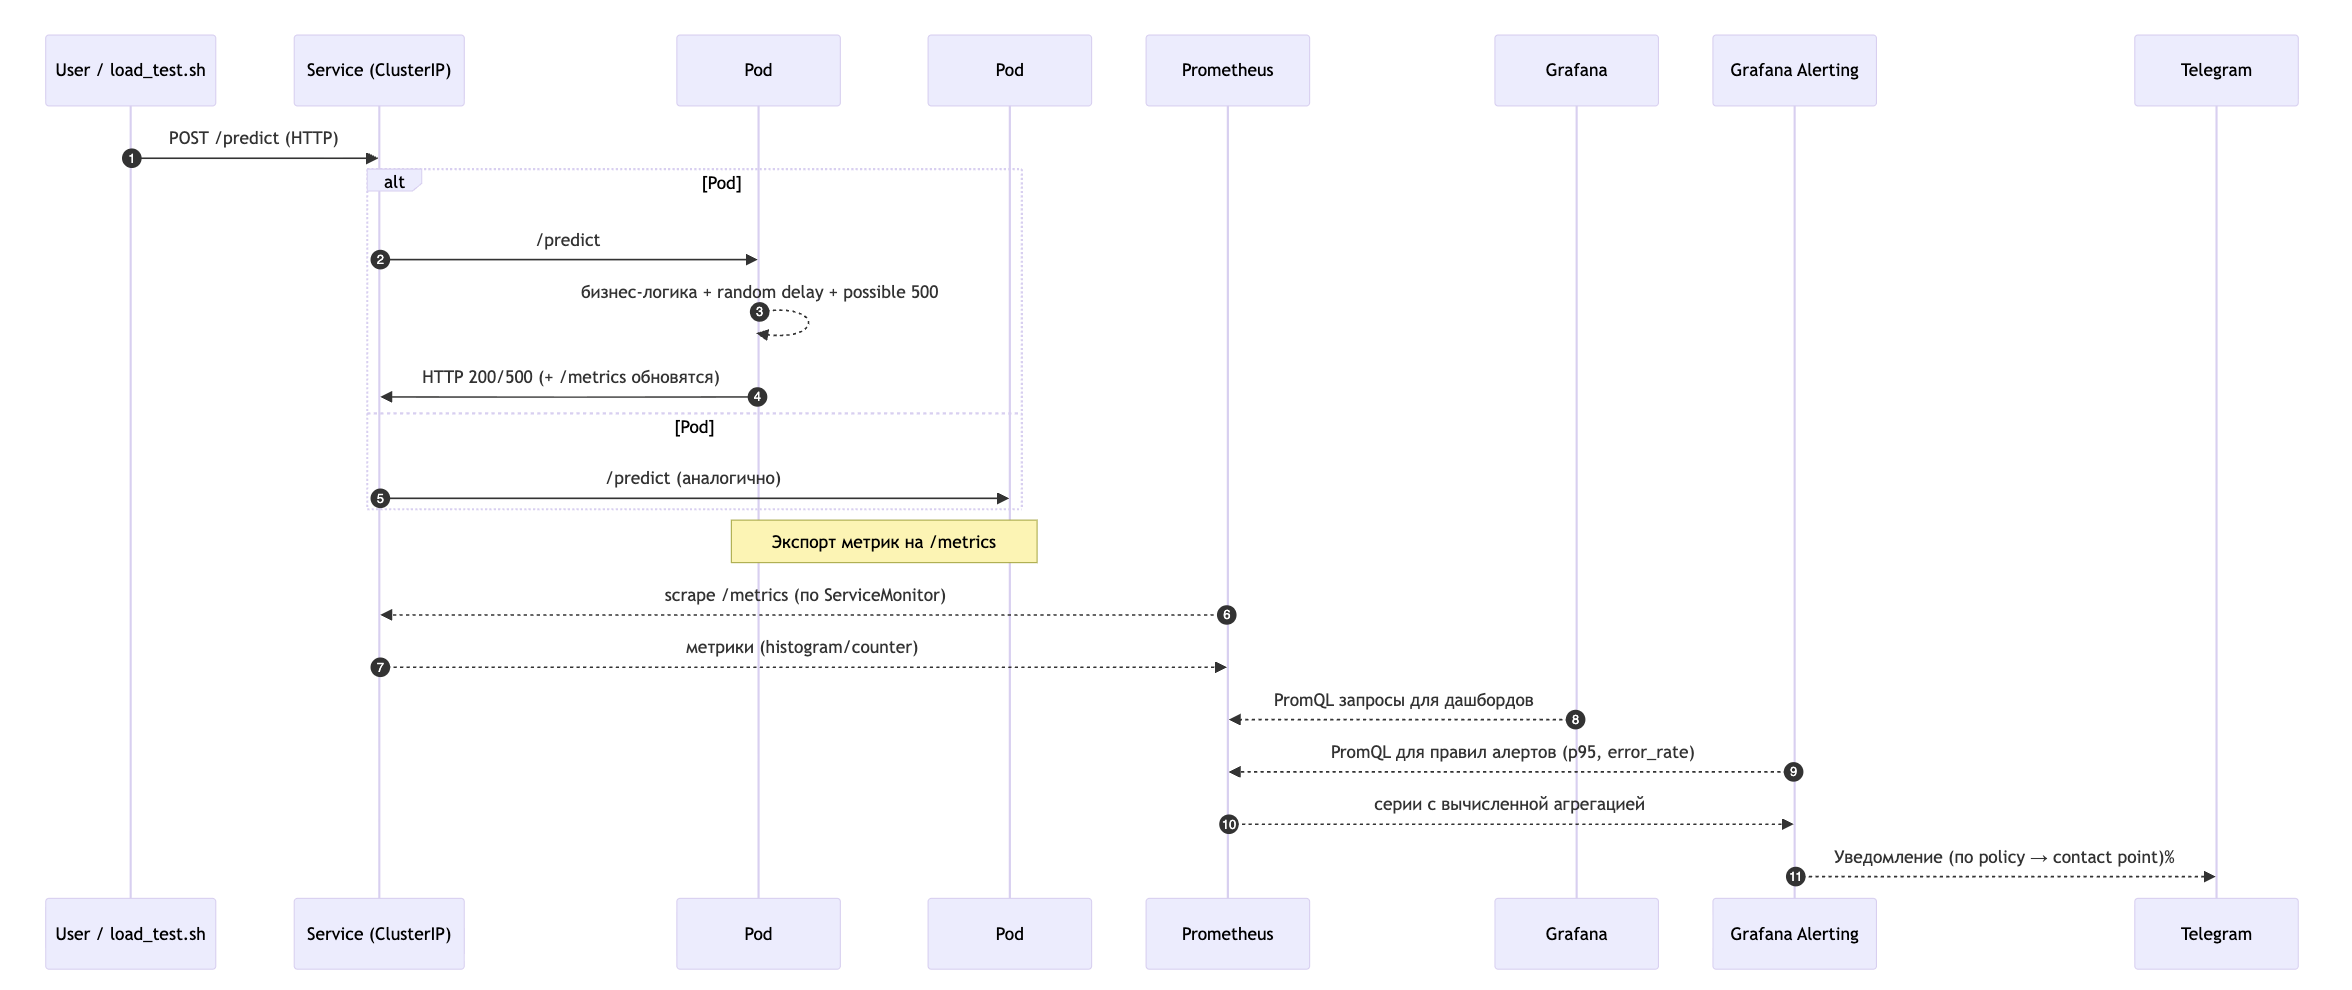 User / load_test.sh
Service (ClusterIP)
Pod
Pod
Prometheus
Grafana
Grafana Alerting
Telegram
POST /predict (HTTP)
1
alt
[Pod]
/predict
2
бизнес-логика + random delay + possible 500
3
HTTP 200/500 (+ /metrics обновятся)
4
[Pod]
/predict (аналогично)
5
Экспорт метрик на /metrics
scrape /metrics (по ServiceMonitor)
6
метрики (histogram/counter)
7
PromQL запросы для дашбордов
8
PromQL для правил алертов (p95, error_rate)
9
серии с вычисленной агрегацией
10
Уведомление (по policy → contact point)%
11
User / load_test.sh
Service (ClusterIP)
Pod
Pod
Prometheus
Grafana
Grafana Alerting
Telegram